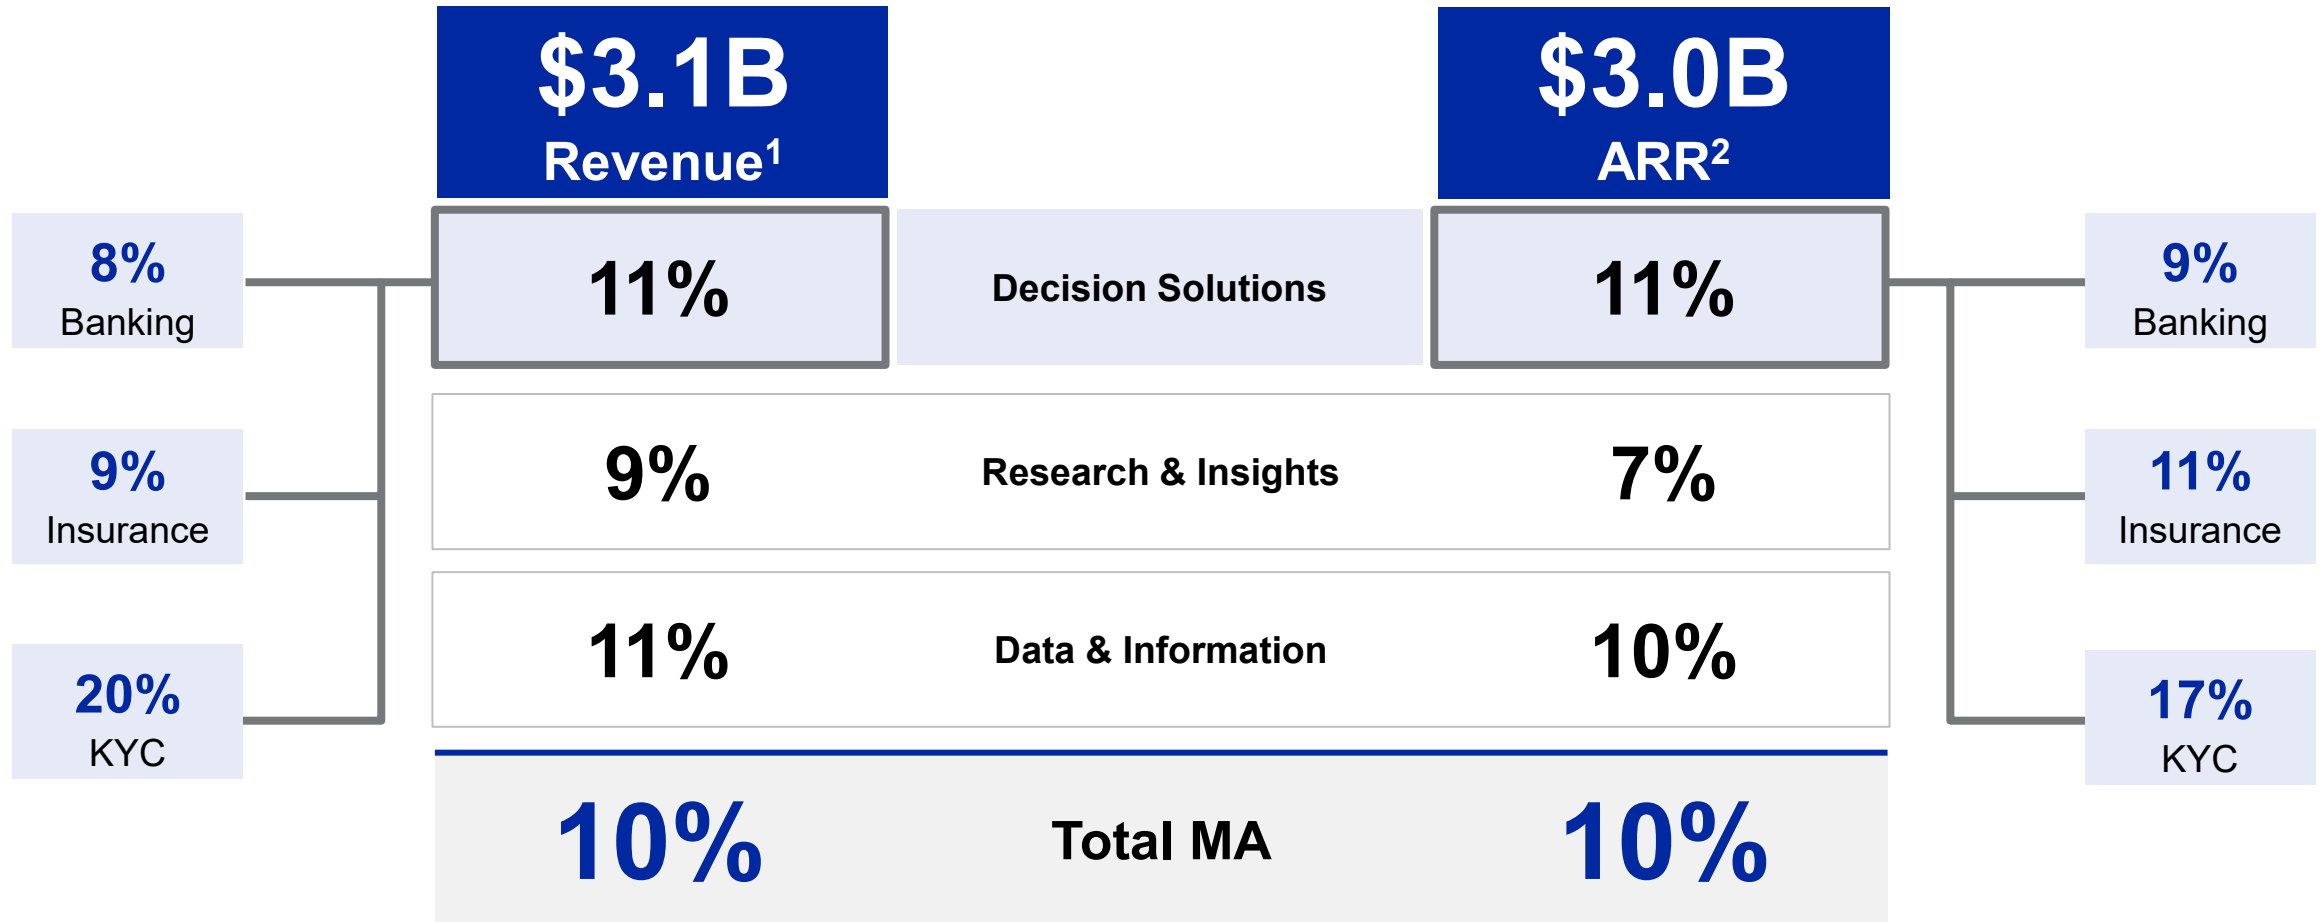 $3.1B
Revenue¹
$3.0B
ARR²
8%
Banking
9%
Insurance
20%
KYC
11%
Decision Solutions
11%
9%
Research & Insights
7%
11%
Data & Information
10%
10%
Total MA
10%
9%
Banking
11%
Insurance
17%
KYC